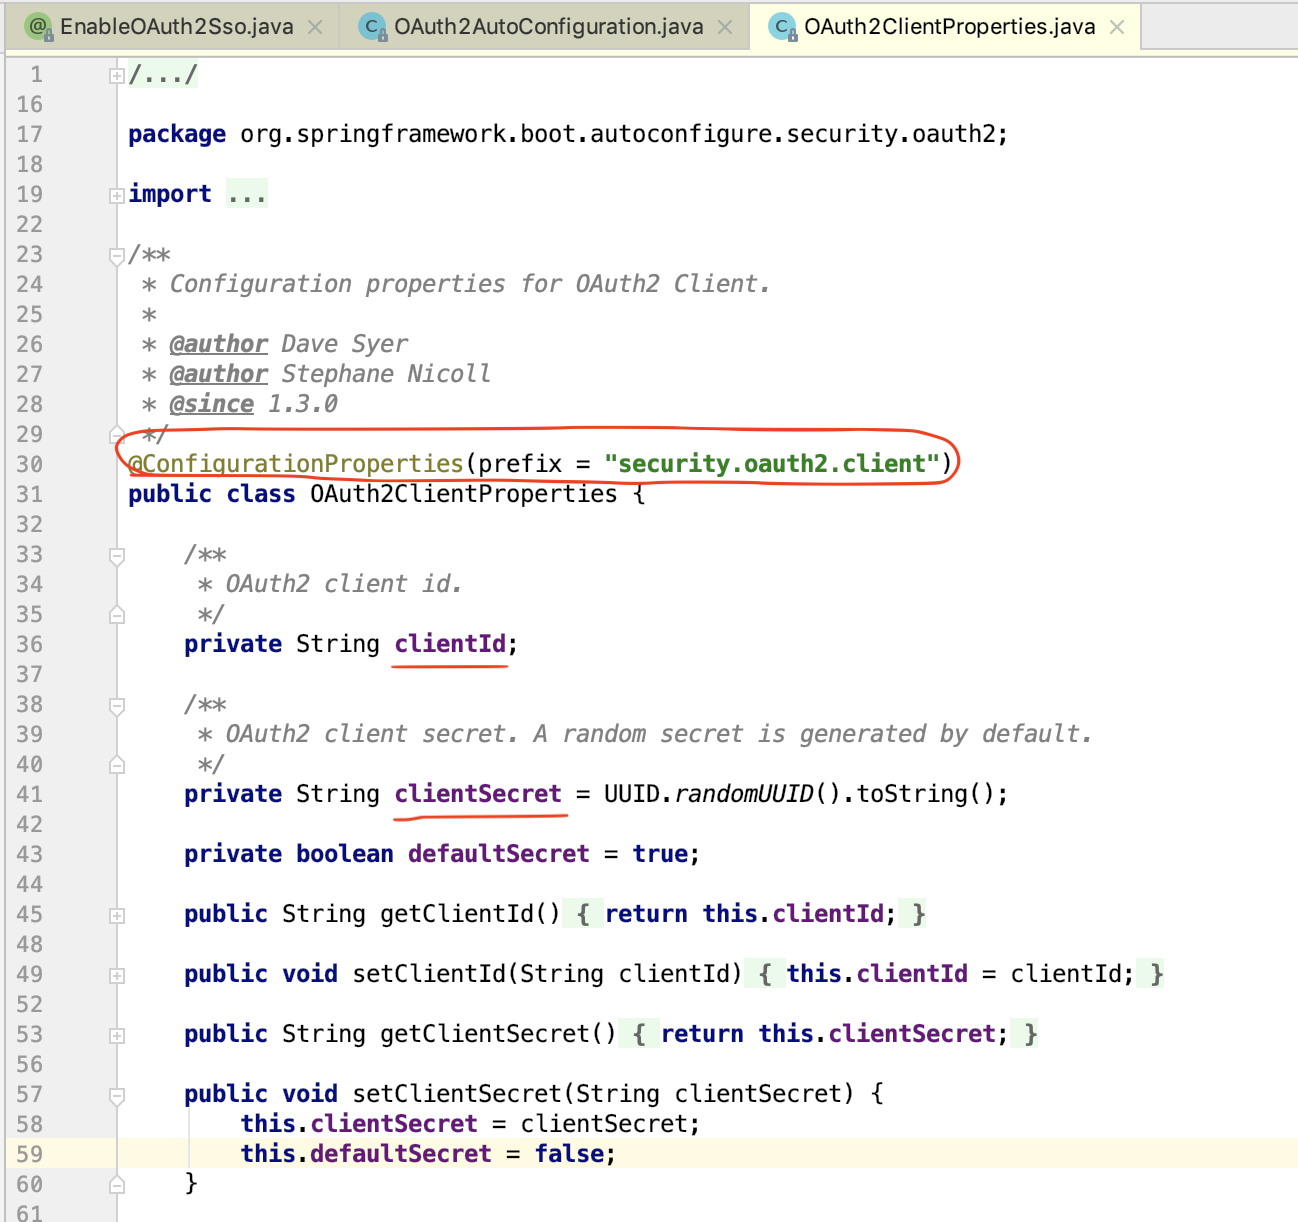 EnableOAuth2Sso.java OAuth2AutoConfiguration.java OAuth2ClientProperties.java
1 /.../
16
17 package org.springframework.boot.autoconfigure.security.oauth2;
18
19 import ...
22
23 /**
24  * Configuration properties for OAuth2 Client.
25  *
26  * @author Dave Syer
27  * @author Stephane Nicoll
28  * @since 1.3.0
29  */
30 @ConfigurationProperties(prefix = "security.oauth2.client")
31 public class OAuth2ClientProperties {
32
33     /**
34      * OAuth2 client id.
35      */
36     private String clientId;
37
38     /**
39      * OAuth2 client secret. A random secret is generated by default.
40      */
41     private String clientSecret = UUID.randomUUID().toString();
42
43     private boolean defaultSecret = true;
44
45     public String getClientId() { return this.clientId; }
48
49     public void setClientId(String clientId) { this.clientId = clientId; }
52
53     public String getClientSecret() { return this.clientSecret; }
56
57     public void setClientSecret(String clientSecret) {
58         this.clientSecret = clientSecret;
59         this.defaultSecret = false;
60     }
61